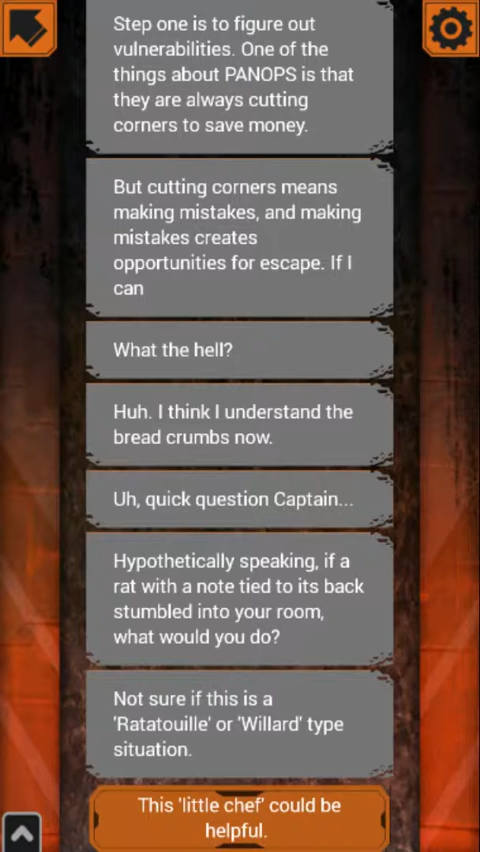 Step one is to figure out
vulnerabilities. One of the
things about PANOPS is that
they are always cutting
corners to save money.
But cutting corners means
making mistakes, and making
mistakes creates
opportunities for escape. If I
can
What the hell?
Huh. I think I understand the
bread crumbs now.
Uh, quick question Captain...
Hypothetically speaking, if a
rat with a note tied to its back
stumbled into your room,
what would you do?
Not sure if this is a
'Ratatouille' or 'Willard' type
situation.
This 'little chef' could be
helpful.